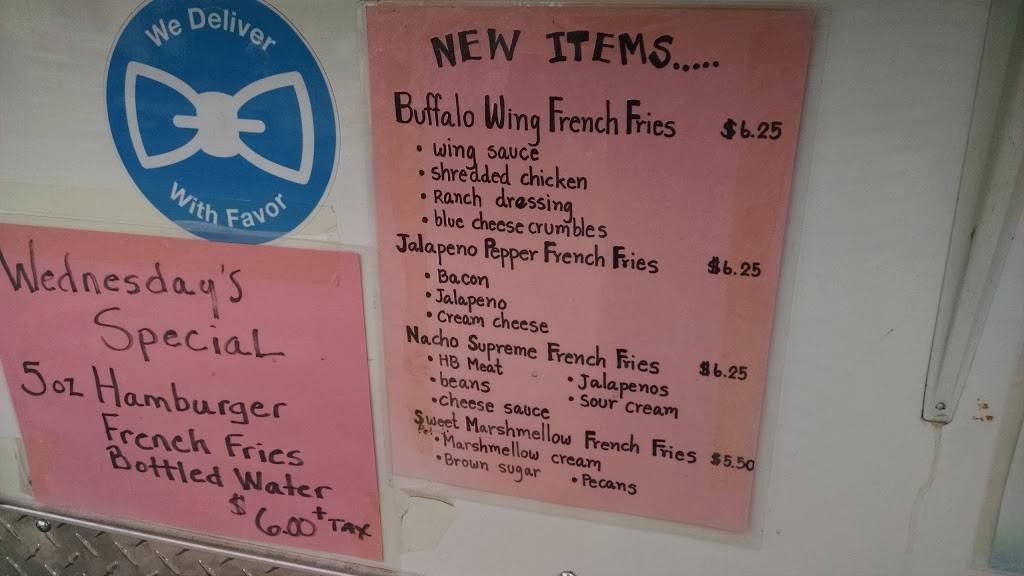 We Deliver
With Favor
NEW ITEMS.....
Buffalo Wing French Fries $6.25
• wing sauce
• shredded chicken
• Ranch dressing
• blue cheese crumbles
Jalapeno Pepper French Fries $6.25
• Bacon
• Jalapeno
• Cream cheese
Nacho Supreme French Fries $6.25
• HB Meat • Jalapenos
• beans • Sour cream
• cheese sauce
Sweet Marshmellow French Fries $5.50
• Marshmellow cream
• Brown sugar • Pecans
Wednesday's
Special
5oz Hamburger
French Fries
Bottled Water
$6.00 + TAX